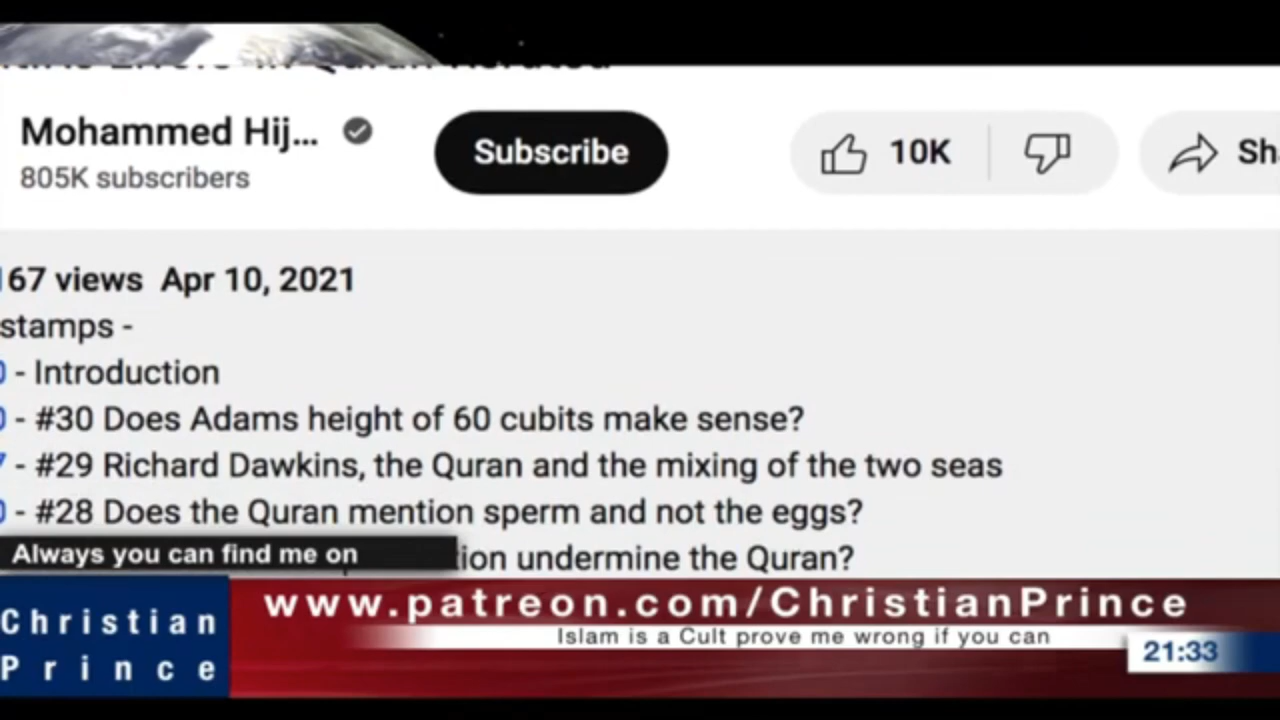 in Quran Refuted
Mohammed Hij...
805K subscribers
Subscribe
10K
67 views Apr 10, 2021
stamps -
- Introduction
- #30 Does Adams height of 60 cubits make sense?
- #29 Richard Dawkins, the Quran and the mixing of the two seas
- #28 Does the Quran mention sperm and not the eggs?
Always you can find me on
undermine the Quran?
Christian
Prince
www.patreon.com/ChristianPrince
Islam is a Cult prove me wrong if you can
21:33